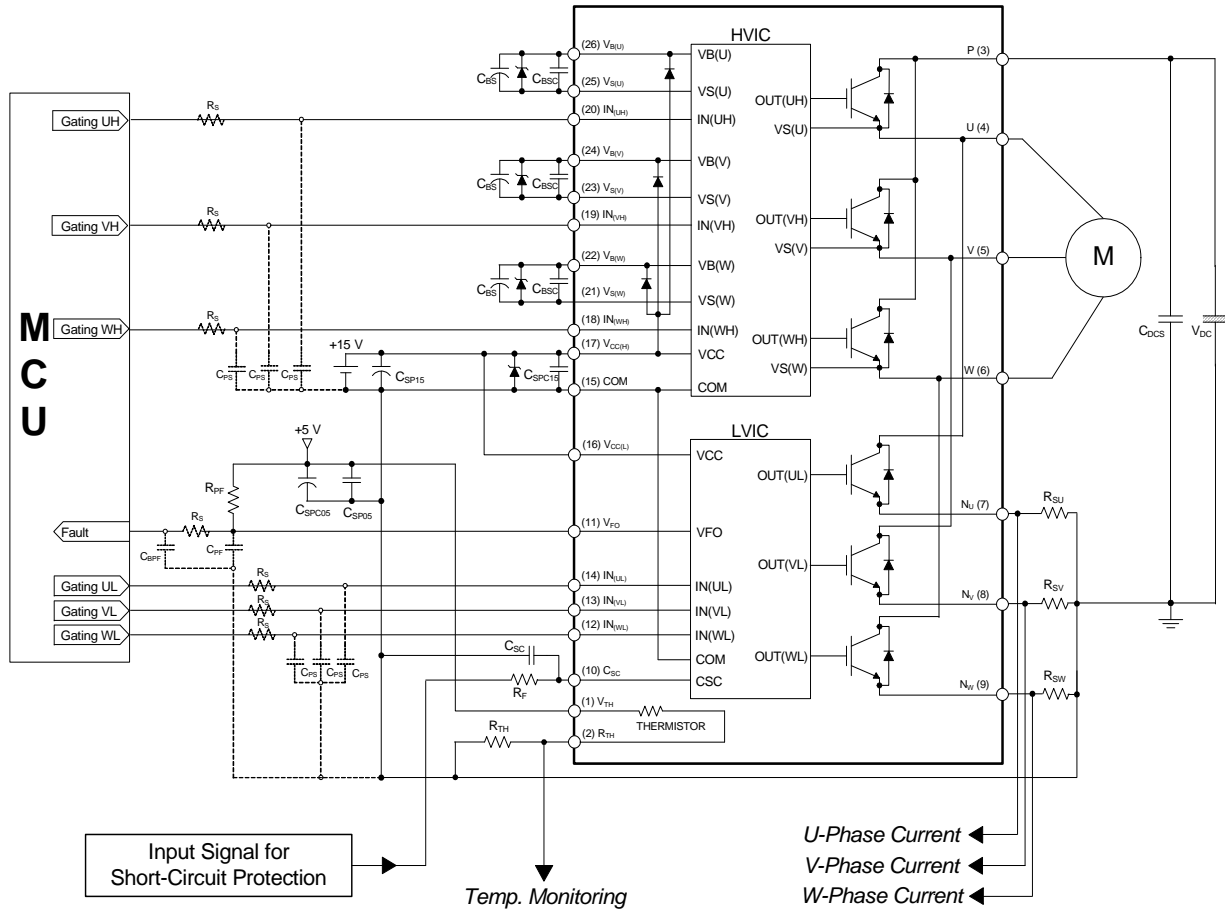 HVIC
(26) VB(U)
VB(U)
P (3)
CBS
CBSC
(25) VS(U)
VS(U)
OUT(UH)
RS
Gating UH
(20) IN(UH)
IN(UH)
VS(U)
U (4)
(24) VB(V)
VB(V)
CBS
CBSC
(23) VS(V)
VS(V)
RS
Gating VH
(19) IN(VH)
IN(VH)
OUT(VH)
VS(V)
V (5)
M
(22) VB(W)
VB(W)
CBS
CBSC
(21) VS(W)
VS(W)
RS
Gating WH
(18) IN(WH)
IN(WH)
OUT(WH)
CDCS
VDC
MCU
+15 V
(17) VCC(H)
VCC
CPS
CPS
CPS
CSP15
CSPC15
VS(W)
W (6)
(15) COM
COM
+5 V
LVIC
(16) VCC(L)
VCC
OUT(UL)
RPF
CSPC05
CSP05
NU (7)
RSU
RS
Fault
(11) VFO
VFO
CBPF
CPF
OUT(VL)
RS
Gating UL
(14) IN(UL)
IN(UL)
RS
Gating VL
(13) IN(VL)
IN(VL)
NV (8)
RSV
RS
Gating WL
(12) IN(WL)
IN(WL)
CSC
COM
OUT(WL)
CPS
CPS
CPS
(10) CSC
CSC
NW (9)
RSW
RF
(1) VTH
THERMISTOR
RTH
(2) RTH
Input Signal for
Short-Circuit Protection
Temp. Monitoring
U-Phase Current
V-Phase Current
W-Phase Current